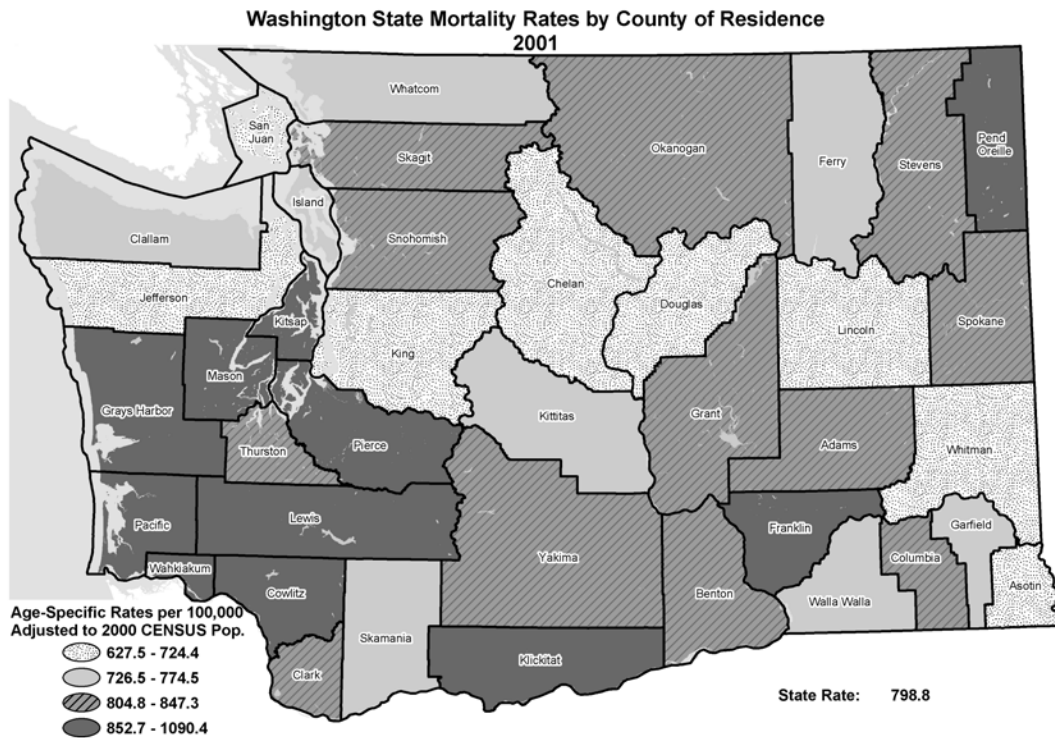 Washington State Mortality Rates by County of Residence
2001
Whatcom
San
Juan
Skagit
Okanogan
Ferry
Stevens
Pend
Oreille
Island
Clallam
Snohomish
Jefferson
Chelan
Douglas
Kitsap
King
Lincoln
Spokane
Mason
Grays Harbor
Kittitas
Grant
Thurston
Pierce
Adams
Whitman
Pacific
Lewis
Franklin
Garfield
Wahkiakum
Yakima
Columbia
Cowlitz
Benton
Asotin
Walla Walla
Skamania
Klickitat
Clark
Age-Specific Rates per 100,000
Adjusted to 2000 CENSUS Pop.
627.5 - 724.4
726.5 - 774.5
804.8 - 847.3
852.7 - 1090.4
State Rate: 798.8